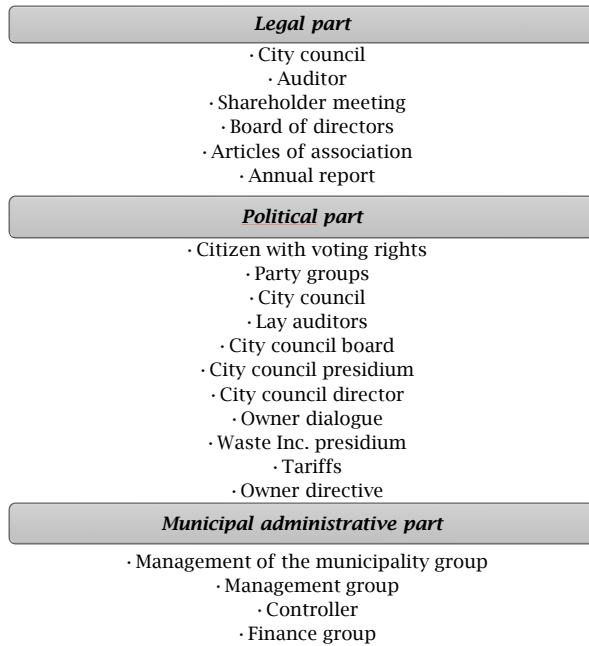 Legal part
· City council
· Auditor
· Shareholder meeting
· Board of directors
· Articles of association
· Annual report
Political part
· Citizen with voting rights
· Party groups
· City council
· Lay auditors
· City council board
· City council presidium
· City council director
· Owner dialogue
· Waste Inc. presidium
· Tariffs
· Owner directive
Municipal administrative part
· Management of the municipality group
· Management group
· Controller
· Finance group